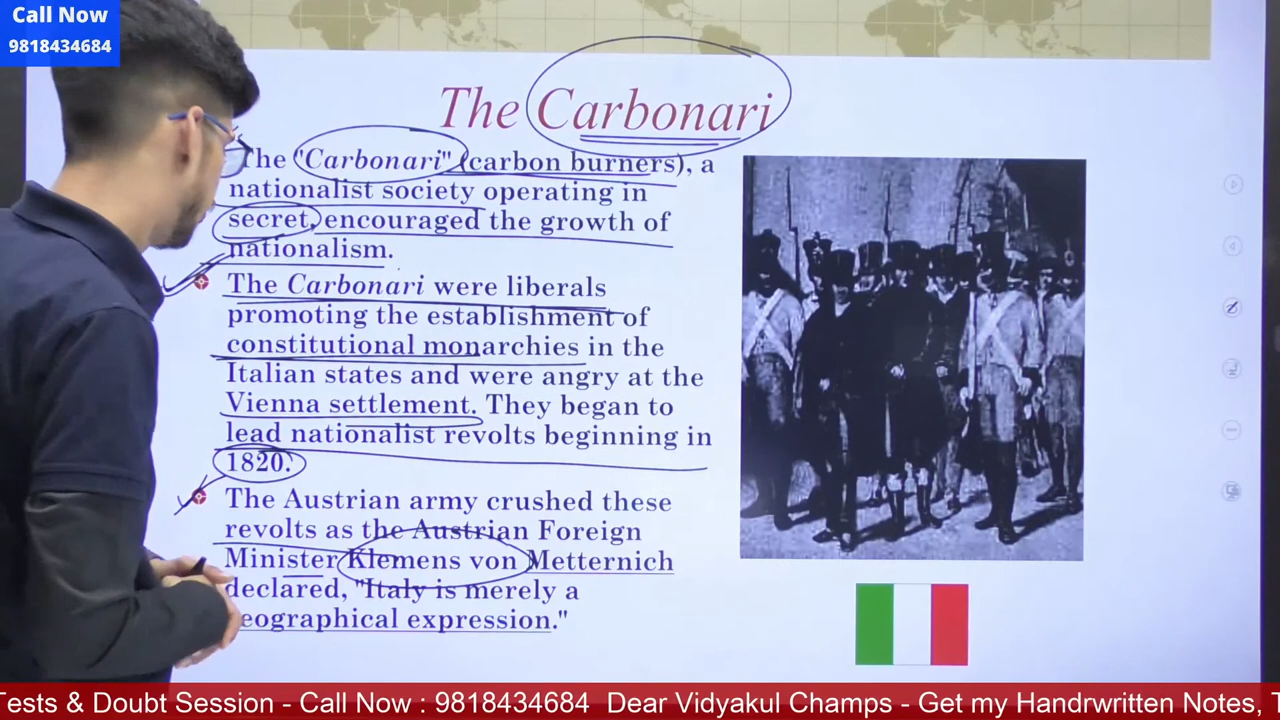 Call Now
9818434684
The Carbonari
The "Carbonari" (carbon burners), a
nationalist society operating in
secret, encouraged the growth of
nationalism.
The Carbonari were liberals
promoting the establishment of
constitutional monarchies in the
Italian states and were angry at the
Vienna settlement. They began to
lead nationalist revolts beginning in
1820.
The Austrian army crushed these
revolts as the Austrian Foreign
Minister Klemens von Metternich
declared, "Italy is merely a
eographical expression."
Tests & Doubt Session - Call Now : 9818434684 Dear Vidyakul Champs - Get my Handrwritten Notes, T